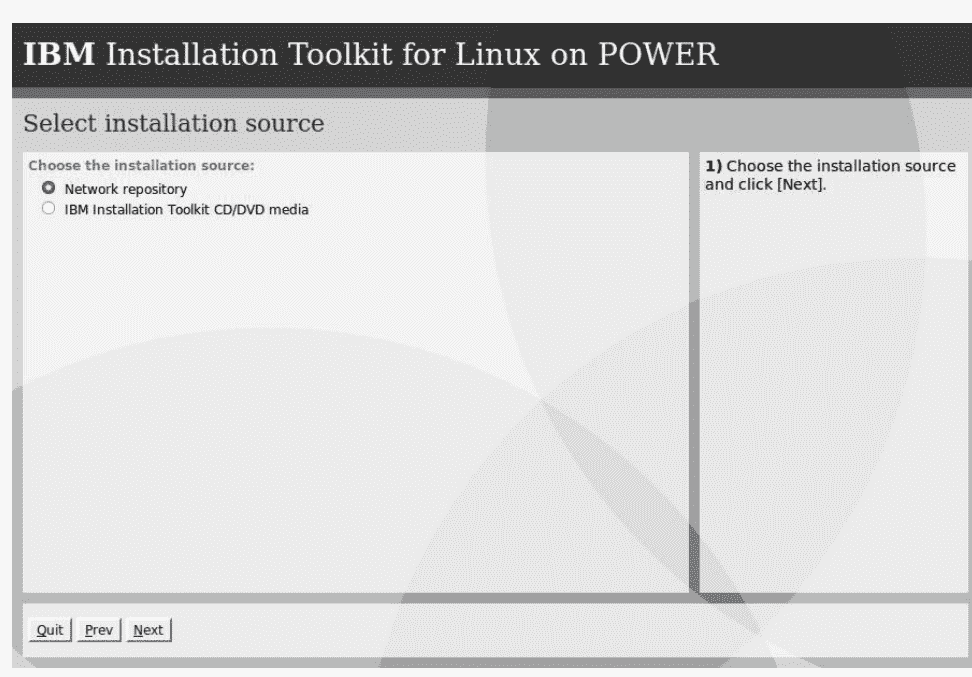 IBM Installation Toolkit for Linux on POWER
Select installation source
Choose the installation source:
Network repository
IBM Installation Toolkit CD/DVD media
1) Choose the installation source
and click [Next].
Quit Prev Next